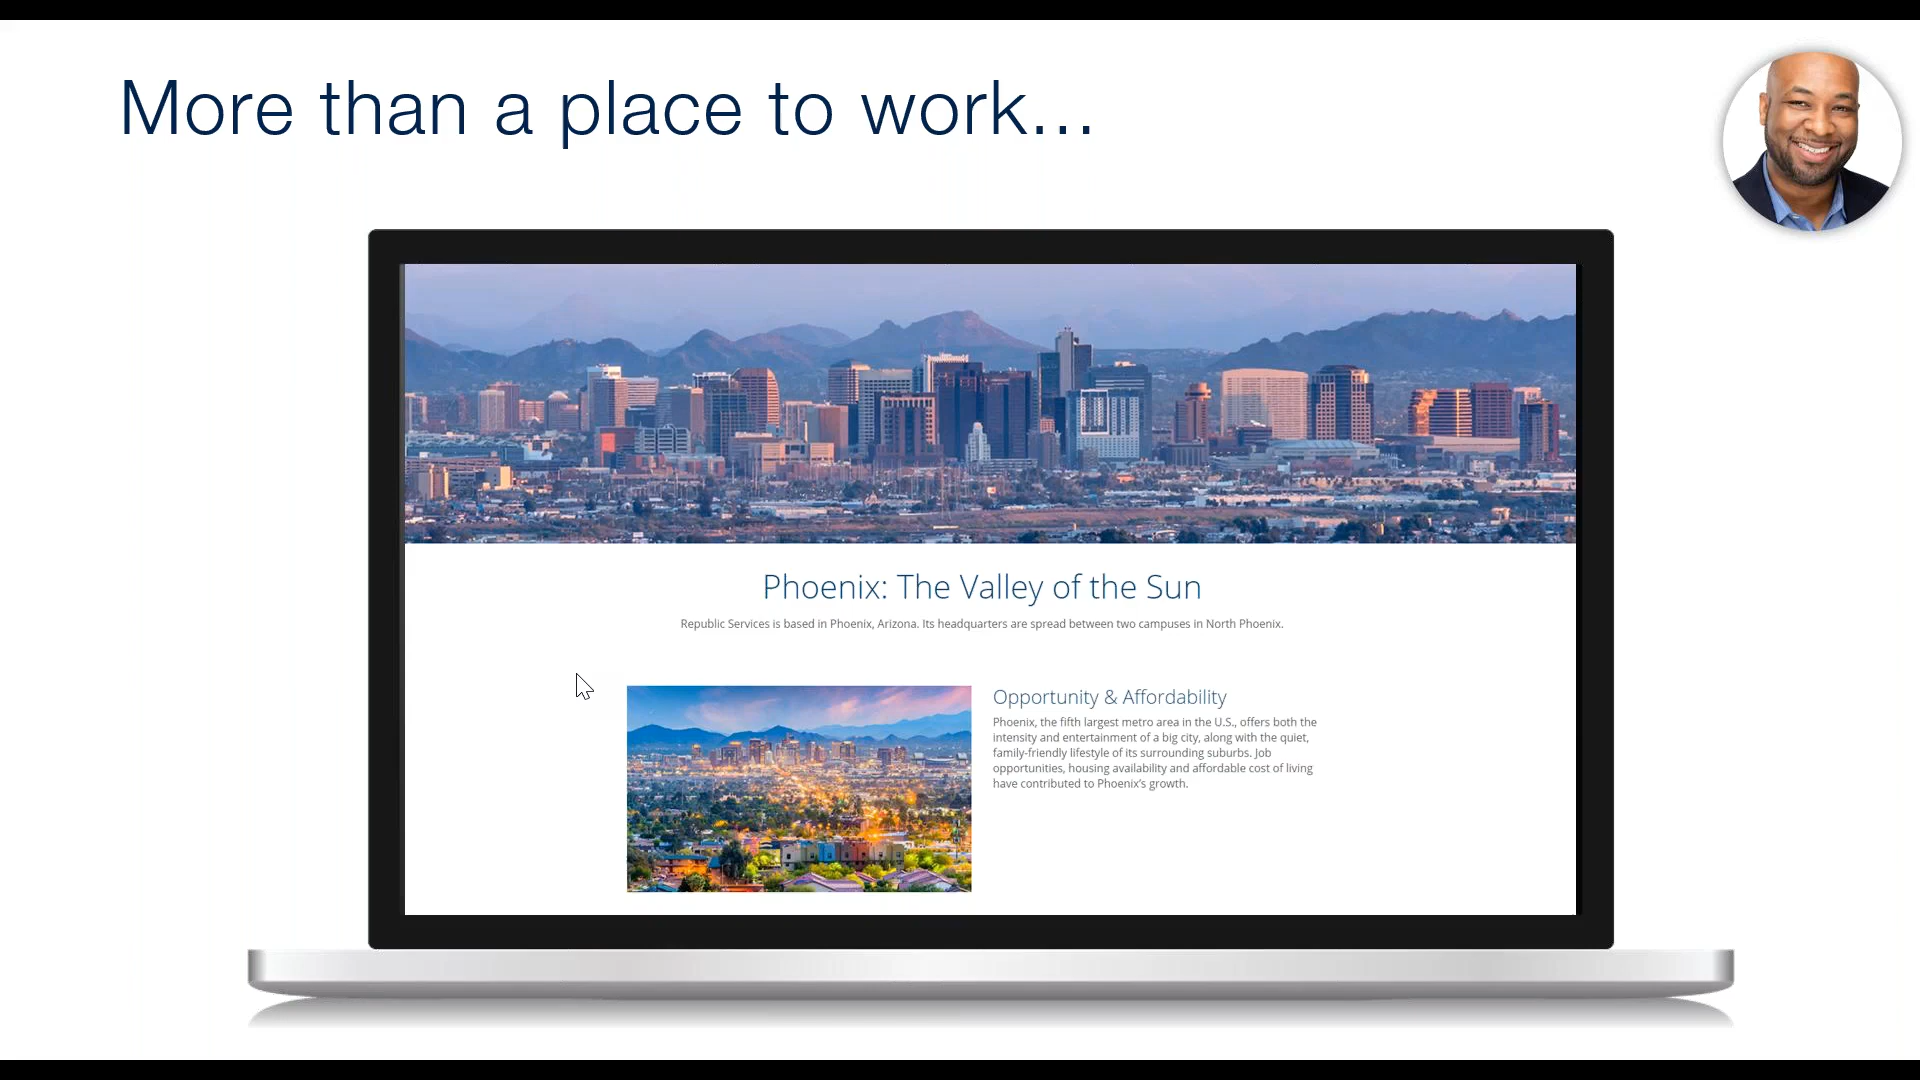 More than a place to work...
Phoenix: The Valley of the Sun
Republic Services is based in Phoenix, Arizona. Its headquarters are spread between two campuses in North Phoenix.
Opportunity & Affordability
Phoenix, the fifth largest metro area in the U.S., offers both the
intensity and entertainment of a big city, along with the quiet,
family-friendly lifestyle of its surrounding suburbs. Job
opportunities, housing availability and affordable cost of living
have contributed to Phoenix's growth.